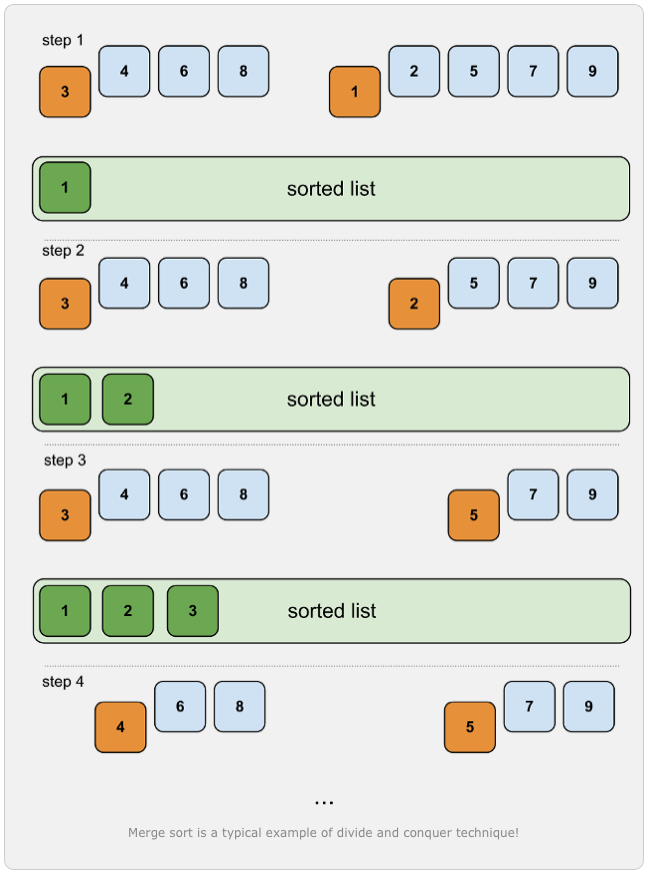 step 1
3 4 6 8 1 2 5 7 9
1 sorted list
step 2
3 4 6 8 2 5 7 9
1 2 sorted list
step 3
3 4 6 8 5 7 9
1 2 3 sorted list
step 4
4 6 8 5 7 9
...
Merge sort is a typical example of divide and conquer technique!